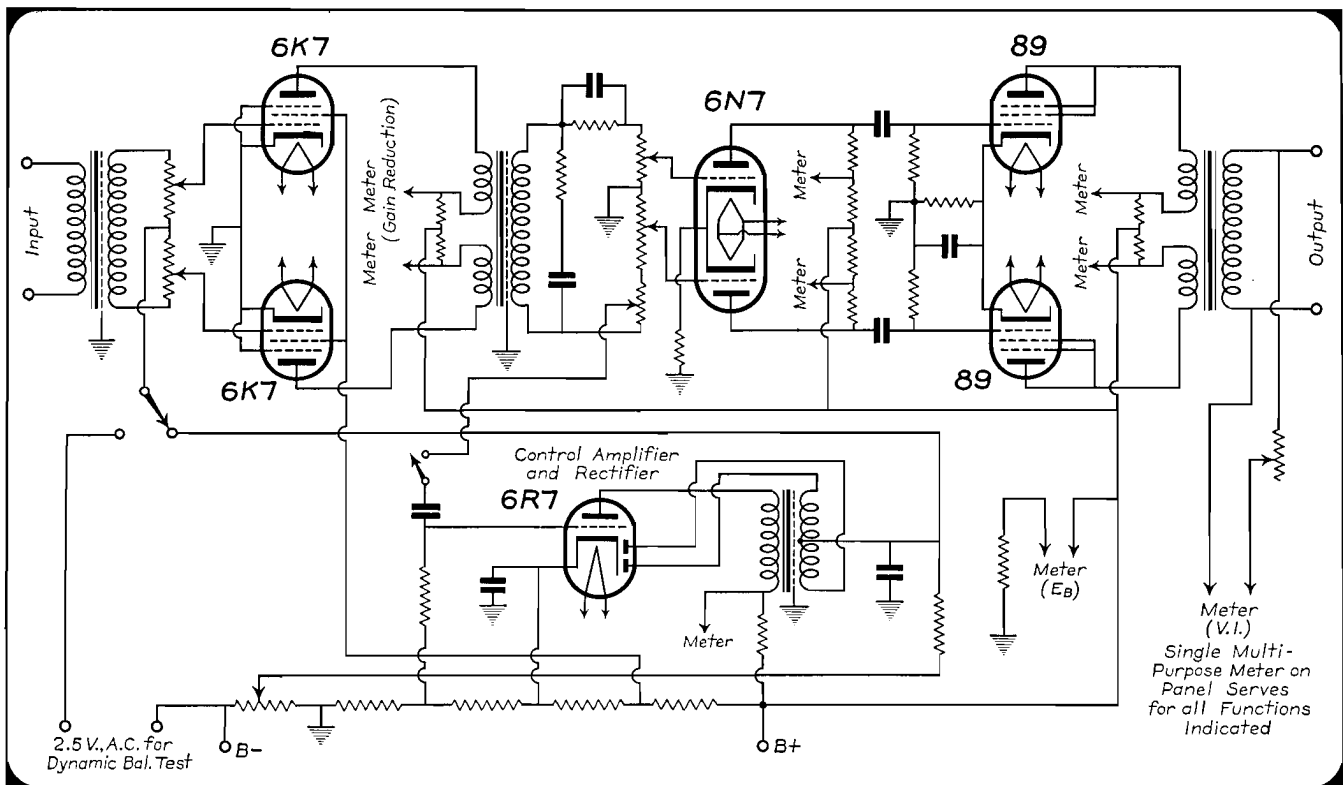 6K7
6N7
89
Input
Meter
Meter
(Gain Reduction)
Meter
Meter
Meter
Meter
Output
6K7
89
Control Amplifier
and Rectifier
6R7
Meter
Meter
(EB)
Meter
(V.I.)
Single Multi-
Purpose Meter on
Panel Serves
for all Functions
Indicated
2.5 V., A.C. for
Dynamic Bal. Test
B-
B+